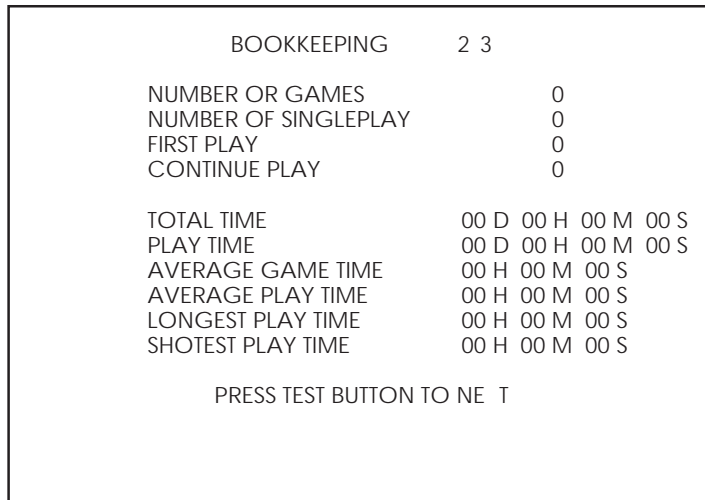 BOOKKEEPING 2 3
NUMBER OR GAMES 0
NUMBER OF SINGLEPLAY 0
FIRST PLAY 0
CONTINUE PLAY 0
TOTAL TIME 00 D 00 H 00 M 00 S
PLAY TIME 00 D 00 H 00 M 00 S
AVERAGE GAME TIME 00 H 00 M 00 S
AVERAGE PLAY TIME 00 H 00 M 00 S
LONGEST PLAY TIME 00 H 00 M 00 S
SHOTEST PLAY TIME 00 H 00 M 00 S
PRESS TEST BUTTON TO NE T